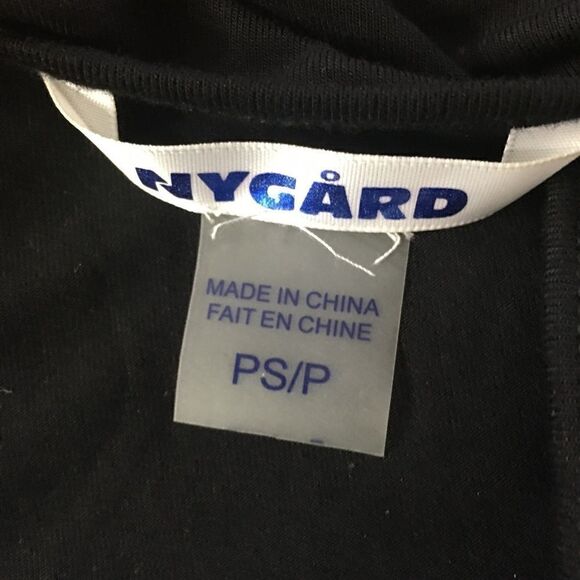 NYGÅRD
MADE IN CHINA
FAIT EN CHINE
PS/P